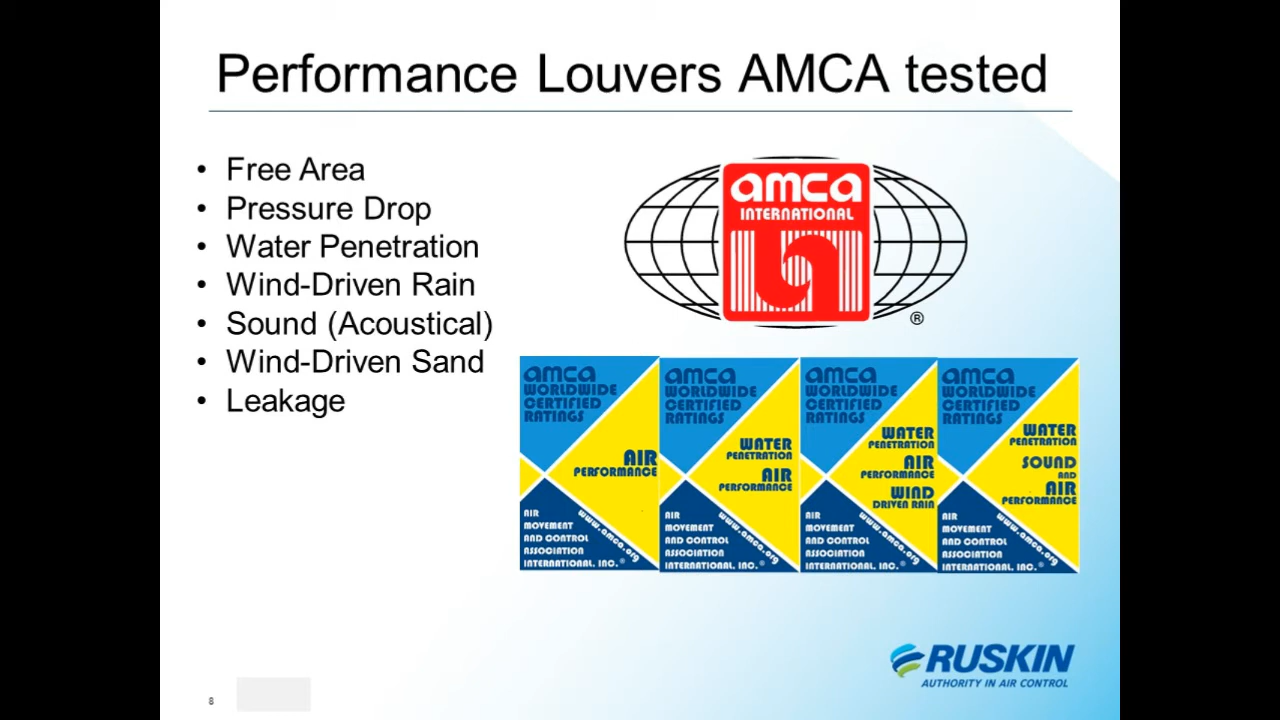 Performance Louvers AMCA tested
• Free Area
• Pressure Drop
• Water Penetration
• Wind-Driven Rain
• Sound (Acoustical)
• Wind-Driven Sand
• Leakage
amca
INTERNATIONAL
®
amca
WORLDWIDE
CERTIFIED
RATINGS
AIR
PERFORMANCE
www.amca.org
AIR
MOVEMENT
AND CONTROL
ASSOCIATION
INTERNATIONAL, INC.®
amca
WORLDWIDE
CERTIFIED
RATINGS
WATER
PENETRATION
AIR
PERFORMANCE
www.amca.org
AIR
MOVEMENT
AND CONTROL
ASSOCIATION
INTERNATIONAL, INC.®
amca
WORLDWIDE
CERTIFIED
RATINGS
WATER
PENETRATION
AIR
PERFORMANCE
WIND
DRIVEN RAIN
www.amca.org
AIR
MOVEMENT
AND CONTROL
ASSOCIATION
INTERNATIONAL, INC.®
amca
WORLDWIDE
CERTIFIED
RATINGS
WATER
PENETRATION
SOUND
AND
AIR
PERFORMANCE
www.amca.org
AIR
MOVEMENT
AND CONTROL
ASSOCIATION
INTERNATIONAL, INC.®
RUSKIN
AUTHORITY IN AIR CONTROL
8